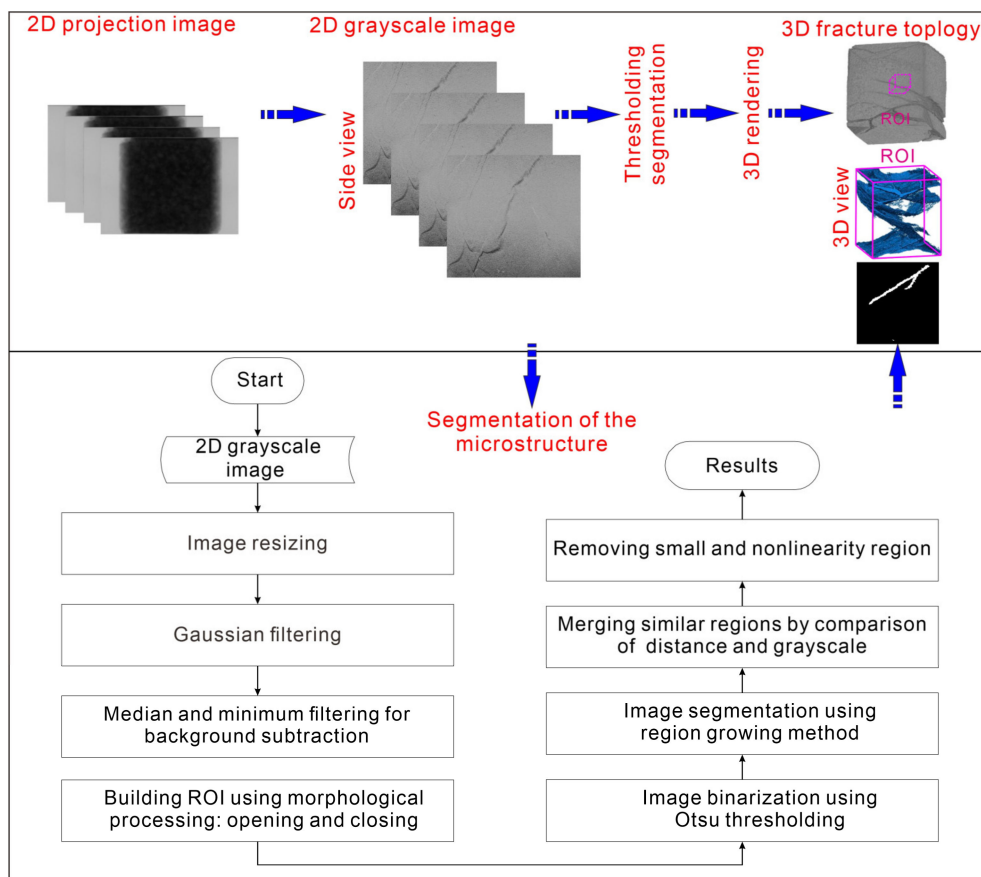 2D projection image
2D grayscale image
3D fracture toplogy
Side view
Thresholding
segmentation
3D rendering
ROI
ROI
3D view
Start
2D grayscale
image
Image resizing
Gaussian filtering
Median and minimum filtering for
background subtraction
Building ROI using morphological
processing: opening and closing
Segmentation of the
microstructure
Results
Removing small and nonlinearity region
Merging similar regions by comparison
of distance and grayscale
Image segmentation using
region growing method
Image binarization using
Otsu thresholding